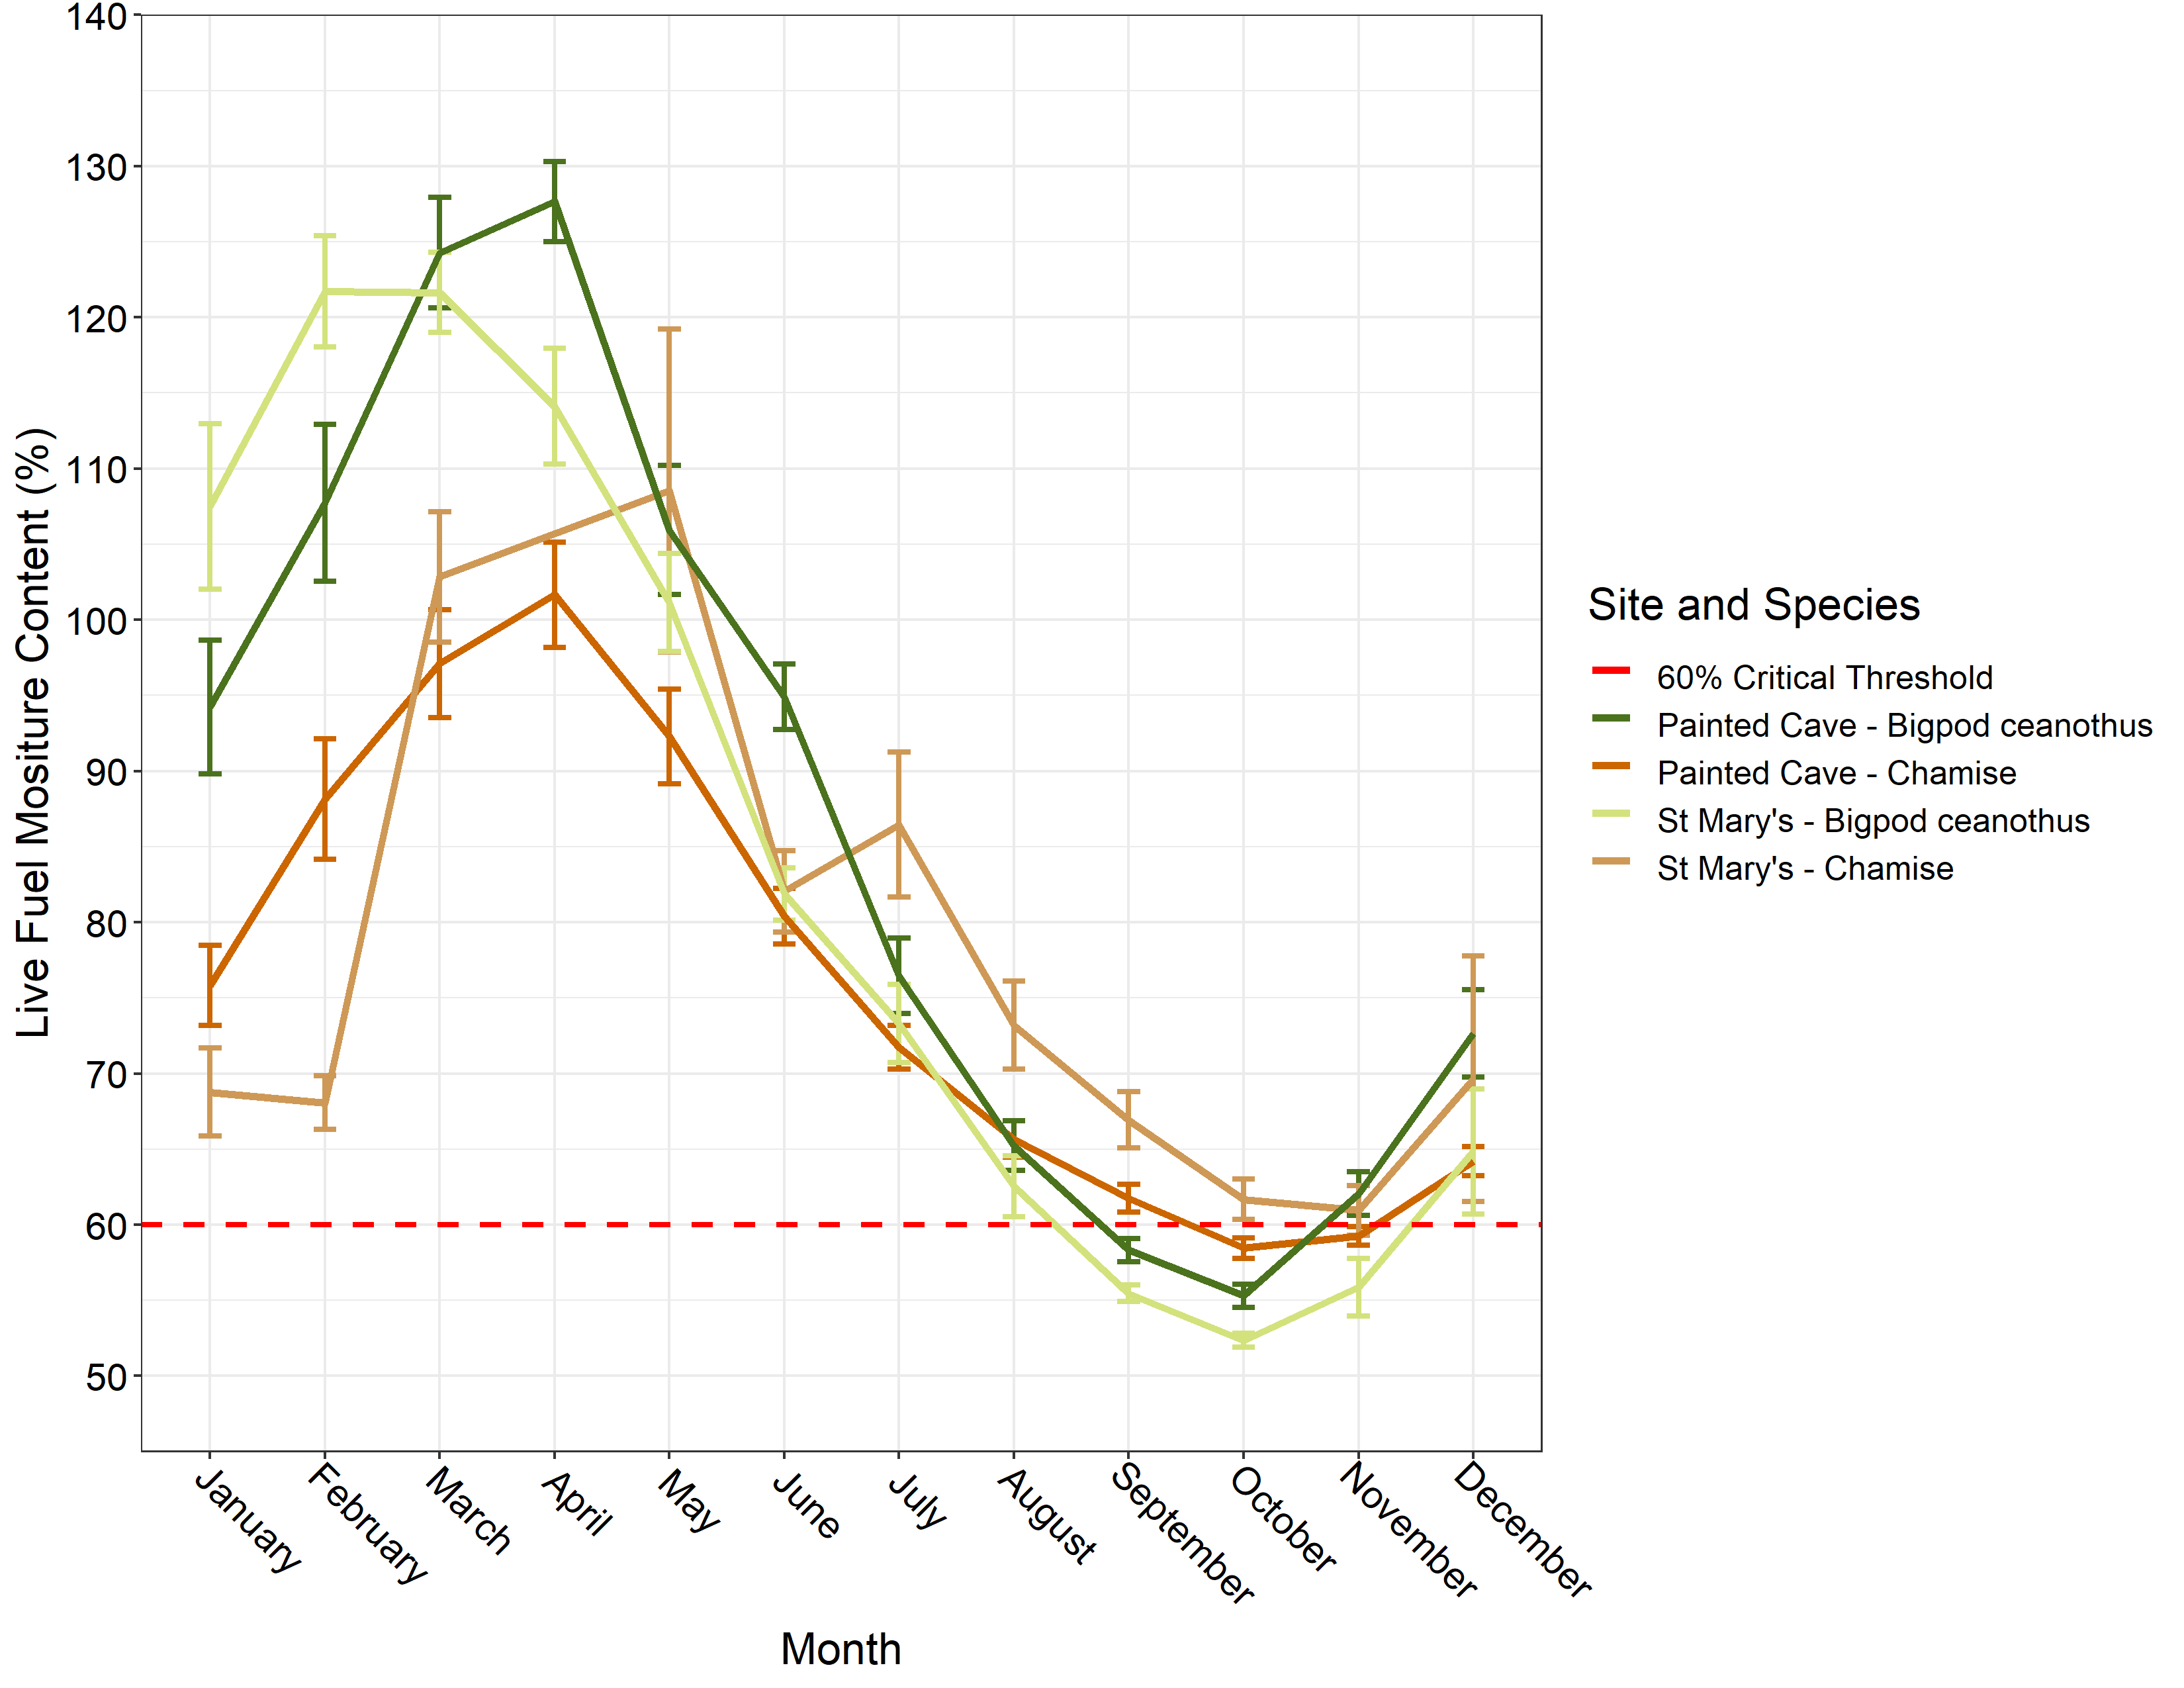 Live Fuel Mositure Content (%)
140
130
120
110
100
90
80
70
60
50
January
February
March
April
May
June
July
August
September
October
November
December
Month
Site and Species
60% Critical Threshold
Painted Cave - Bigpod ceanothus
Painted Cave - Chamise
St Mary's - Bigpod ceanothus
St Mary's - Chamise